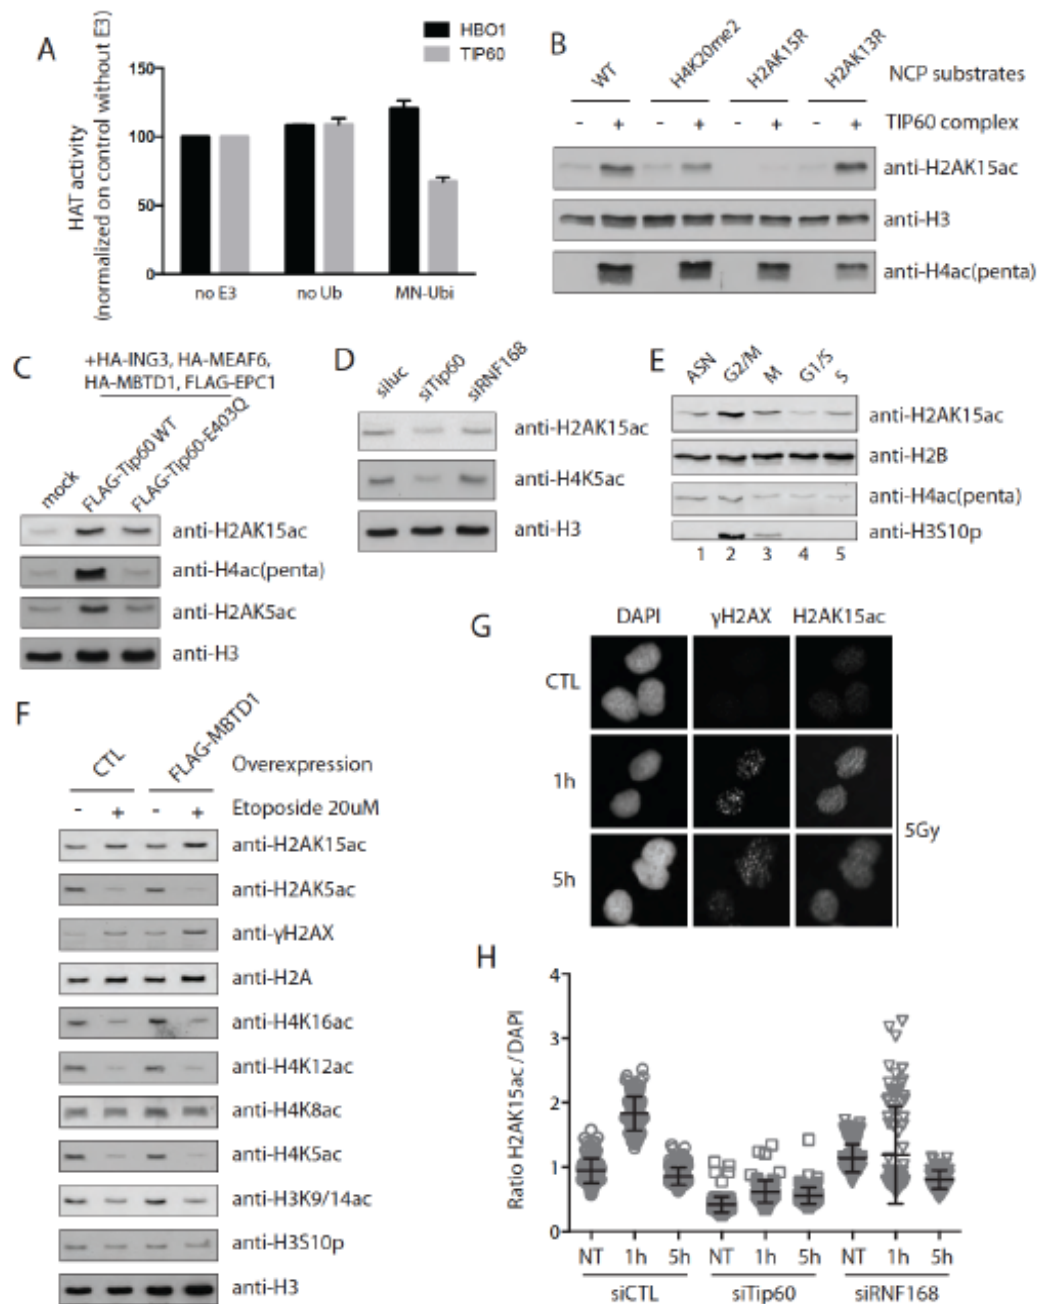 A
HAT activity
(normalized on control without E3)
HBO1
TIP60
150
100
50
0
no E3
no Ub
MN-Ubi
B
WT
H4K20me2
H2AK15R
H2AK13R
NCP substrates
- + - + - + - +
TIP60 complex
anti-H2AK15ac
anti-H3
anti-H4ac(penta)
C
+HA-ING3, HA-MEAF6,
HA-MBTD1, FLAG-EPC1
mock
FLAG-Tip60 WT
FLAG-Tip60-E403Q
anti-H2AK15ac
anti-H4ac(penta)
anti-H2AK5ac
anti-H3
D
siluc
siTip60
siRNF168
anti-H2AK15ac
anti-H4K5ac
anti-H3
E
ASN
G2/M
M
G1/S
S
anti-H2AK15ac
anti-H2B
anti-H4ac(penta)
anti-H3S10p
1 2 3 4 5
F
CTL
FLAG-MBTD1
Overexpression
- + - +
Etoposide 20uM
anti-H2AK15ac
anti-H2AK5ac
anti-γH2AX
anti-H2A
anti-H4K16ac
anti-H4K12ac
anti-H4K8ac
anti-H4K5ac
anti-H3K9/14ac
anti-H3S10p
anti-H3
G
DAPI
γH2AX
H2AK15ac
CTL
1h
5h
5Gy
H
Ratio H2AK15ac / DAPI
4
3
2
1
0
NT 1h 5h NT 1h 5h NT 1h 5h
siCTL
siTip60
siRNF168